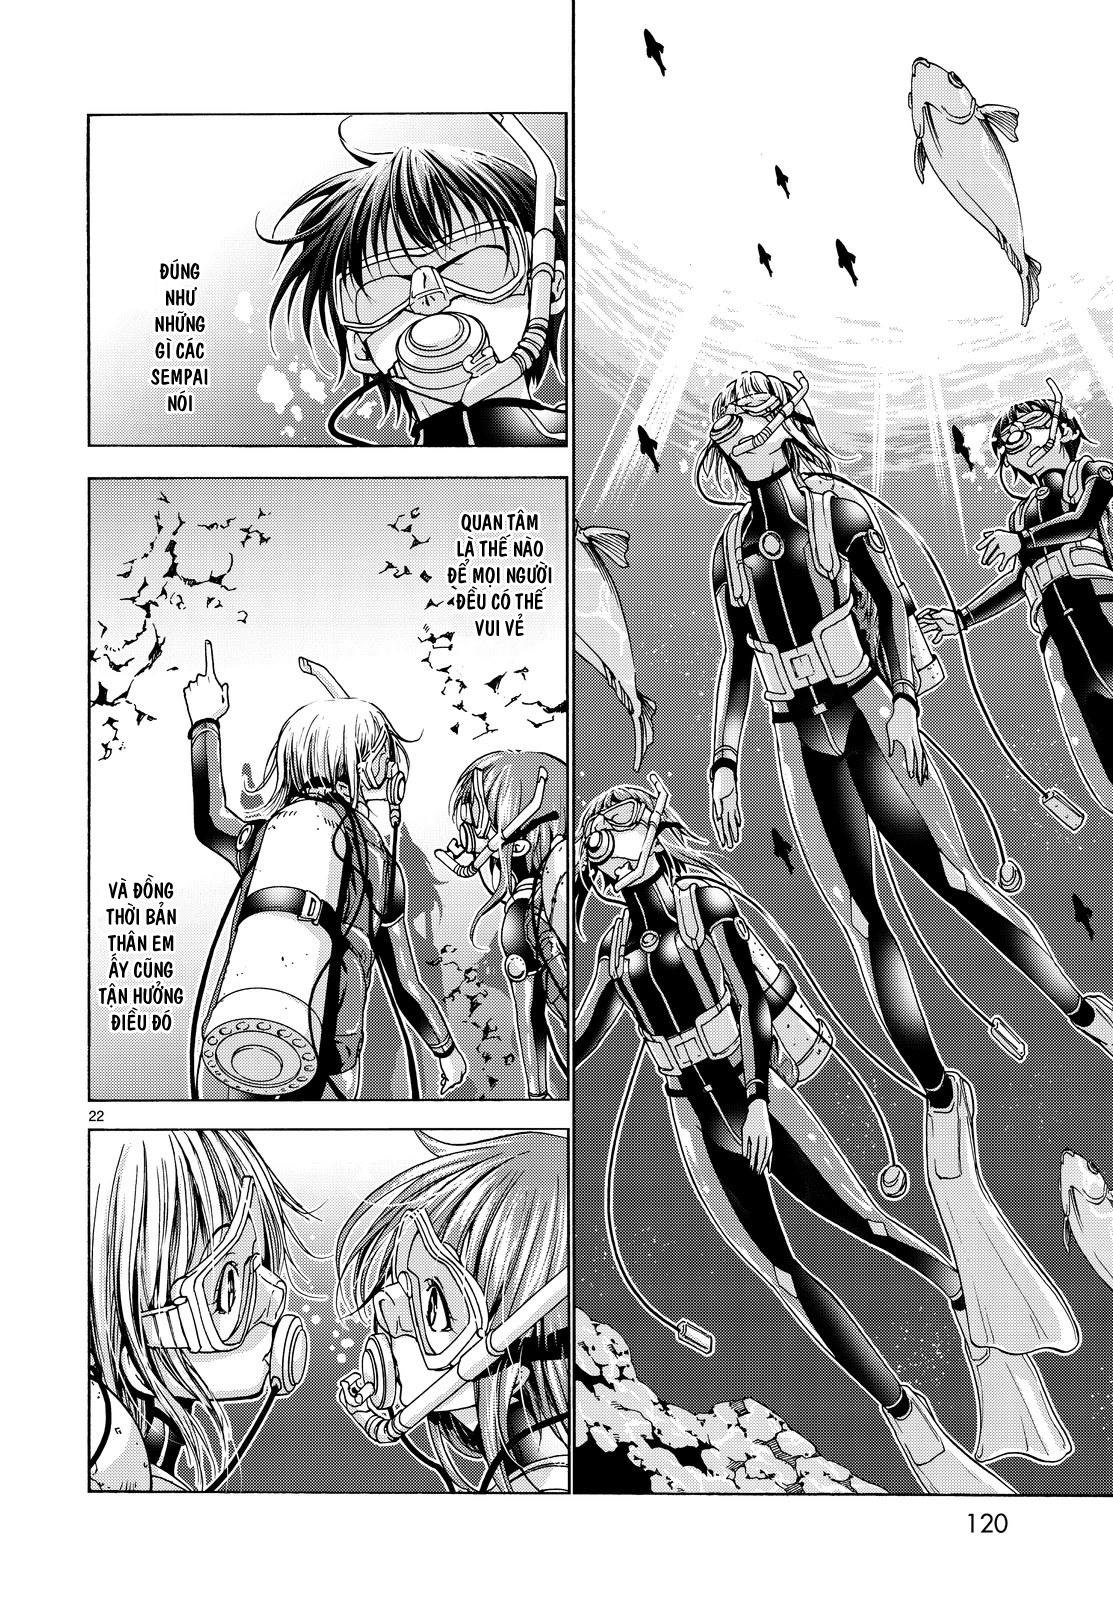 ĐÚNG
NHƯ
NHỮNG
GÌ CÁC
SEMPAI
NÓI
QUAN TÂM
LÀ THẾ NÀO
ĐỂ MỌI NGƯỜI
ĐỀU CÓ THỂ
VUI VẺ
VÀ ĐỒNG
THỜI BẢN
THÂN EM
ẤY CŨNG
TẬN HƯỞNG
ĐIỀU ĐÓ
22
120